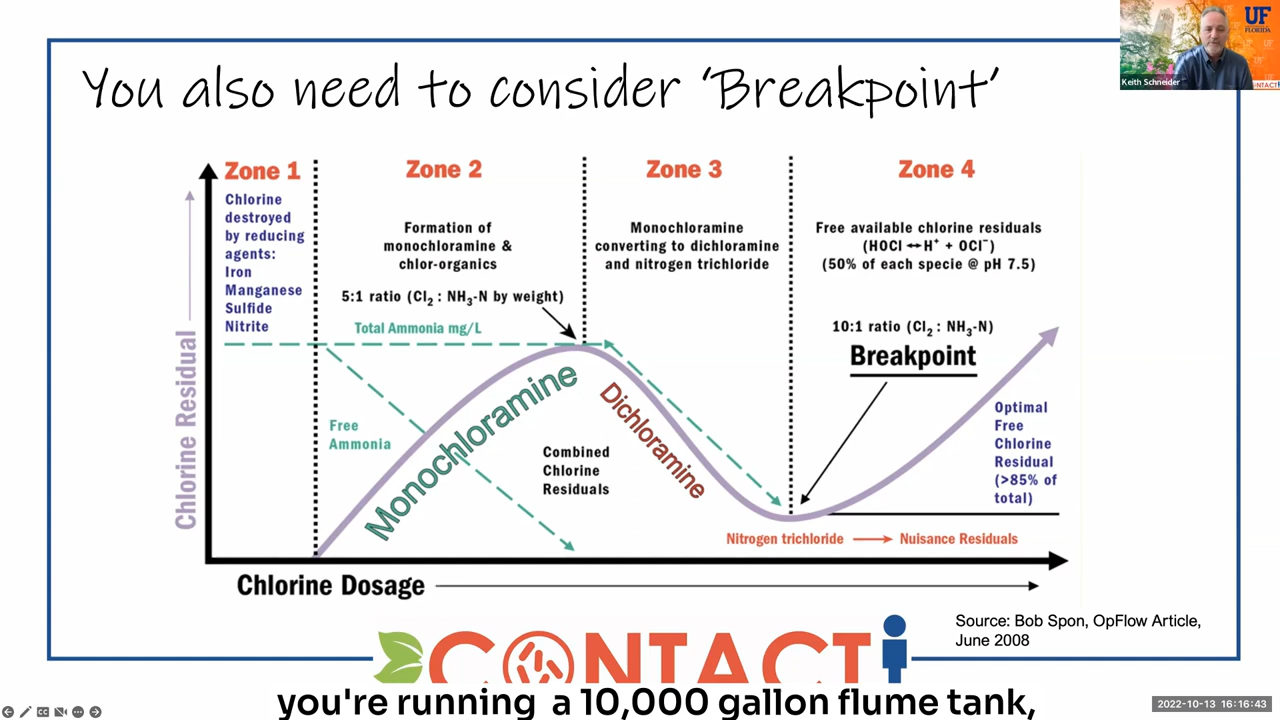 You also need to consider 'Breakpoint'
UF
FLORIDA
Keith Schneider
NTACT!
Zone 1
Chlorine
destroyed
by reducing
agents:
Iron
Manganese
Sulfide
Nitrite
Zone 2
Formation of
monochloramine &
chlor-organics
5:1 ratio (Cl₂ : NH₃-N by weight)
Total Ammonia mg/L
Zone 3
Monochloramine
converting to dichloramine
and nitrogen trichloride
Zone 4
Free available chlorine residuals
(HOCl ↔ H⁺ + OCl⁻)
(50% of each specie @ pH 7.5)
10:1 ratio (Cl₂ : NH₃-N)
Breakpoint
Chlorine Residual
Free
Ammonia
Monochloramine
Combined
Chlorine
Residuals
Dichloramine
Optimal
Free
Chlorine
Residual
(>85% of
total)
Nitrogen trichloride → Nuisance Residuals
Chlorine Dosage
Source: Bob Spon, OpFlow Article,
June 2008
CONTACT
you're running a 10,000 gallon flume tank,
CC
2022-10-13 16:16:43